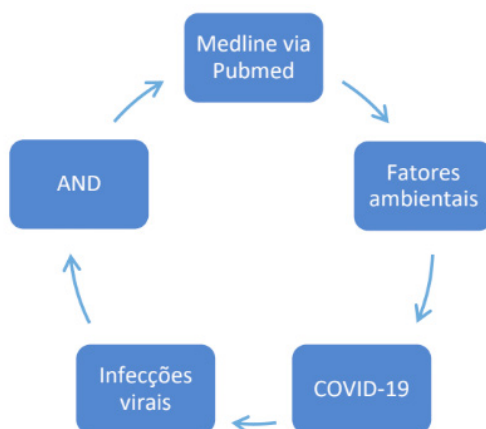 Medline via
Pubmed
Fatores
ambientais
COVID-19
Infecções
virais
AND